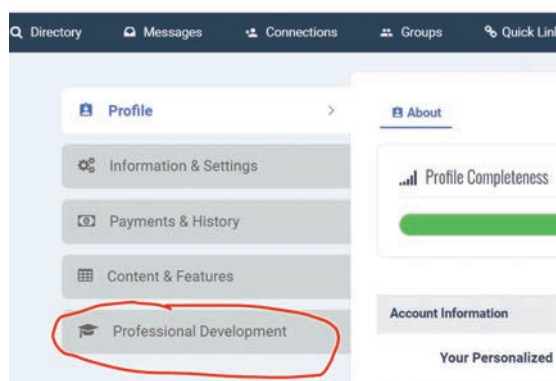 Directory Messages Connections Groups Quick Lin
Profile
About
Information & Settings
Profile Completeness
Payments & History
Content & Features
Account Information
Professional Development
Your Personalized